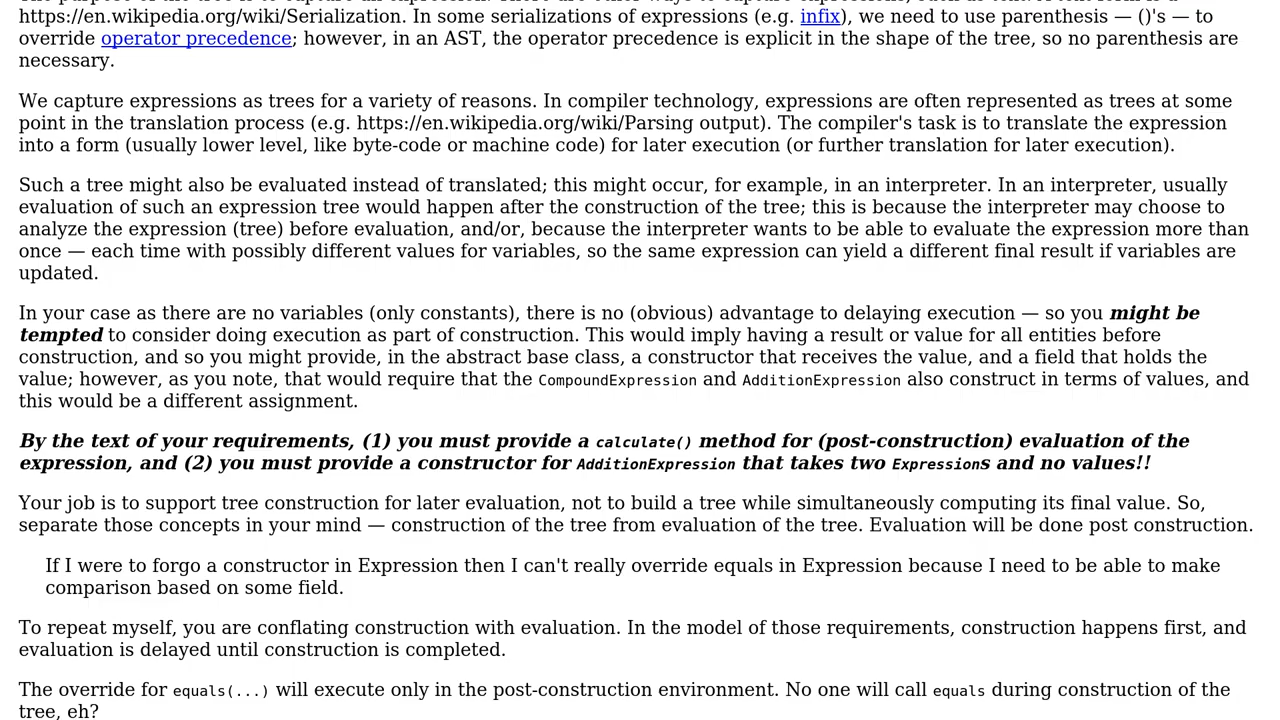 https://en.wikipedia.org/wiki/Serialization. In some serializations of expressions (e.g. infix), we need to use parenthesis — ()'s — to
override operator precedence; however, in an AST, the operator precedence is explicit in the shape of the tree, so no parenthesis are
necessary.
We capture expressions as trees for a variety of reasons. In compiler technology, expressions are often represented as trees at some
point in the translation process (e.g. https://en.wikipedia.org/wiki/Parsing output). The compiler's task is to translate the expression
into a form (usually lower level, like byte-code or machine code) for later execution (or further translation for later execution).
Such a tree might also be evaluated instead of translated; this might occur, for example, in an interpreter. In an interpreter, usually
evaluation of such an expression tree would happen after the construction of the tree; this is because the interpreter may choose to
analyze the expression (tree) before evaluation, and/or, because the interpreter wants to be able to evaluate the expression more than
once — each time with possibly different values for variables, so the same expression can yield a different final result if variables are
updated.
In your case as there are no variables (only constants), there is no (obvious) advantage to delaying execution — so you might be
tempted to consider doing execution as part of construction. This would imply having a result or value for all entities before
construction, and so you might provide, in the abstract base class, a constructor that receives the value, and a field that holds the
value; however, as you note, that would require that the CompoundExpression and AdditionExpression also construct in terms of values, and
this would be a different assignment.
By the text of your requirements, (1) you must provide a calculate() method for (post-construction) evaluation of the
expression, and (2) you must provide a constructor for AdditionExpression that takes two Expressions and no values!!
Your job is to support tree construction for later evaluation, not to build a tree while simultaneously computing its final value. So,
separate those concepts in your mind — construction of the tree from evaluation of the tree. Evaluation will be done post construction.
If I were to forgo a constructor in Expression then I can't really override equals in Expression because I need to be able to make
comparison based on some field.
To repeat myself, you are conflating construction with evaluation. In the model of those requirements, construction happens first, and
evaluation is delayed until construction is completed.
The override for equals(...) will execute only in the post-construction environment. No one will call equals during construction of the
tree, eh?